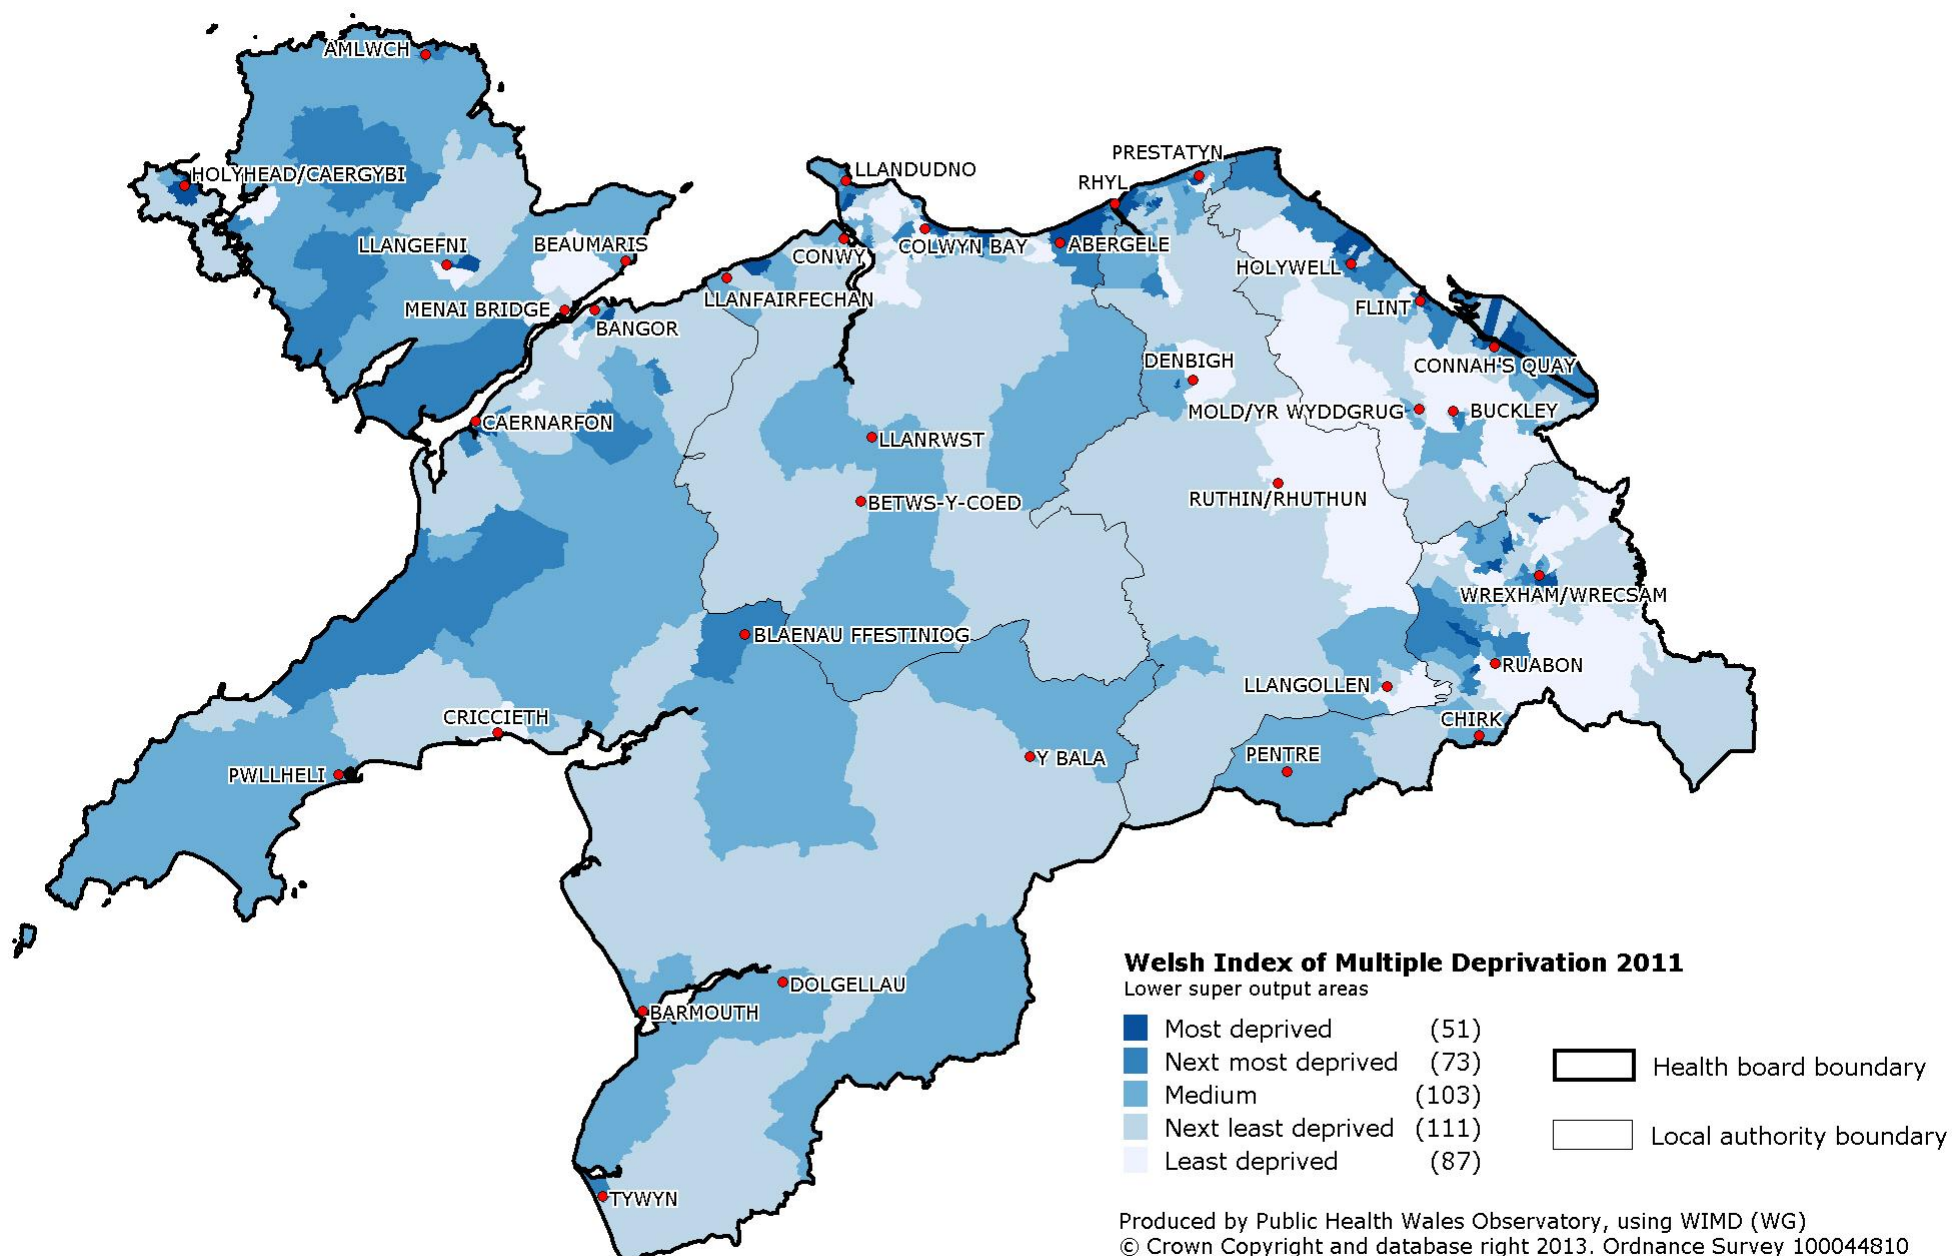 AMLWCH
PRESTATYN
HOLYHEAD/CAERGYBI
LLANDUDNO
RHYL
LLANGEFNI
BEAUMARIS
CONWY
COLWYN BAY
ABERGELE
HOLYWELL
LLANFAIRFECHAN
FLINT
MENAI BRIDGE
BANGOR
DENBIGH
CONNAH'S QUAY
MOLD/YR WYDDGRUG
BUCKLEY
CAERNARFON
LLANRWST
BETWS-Y-COED
RUTHIN/RHUTHUN
WREXHAM/WRECSAM
BLAENAU FFESTINIOG
RUABON
LLANGOLLEN
CRICCIETH
CHIRK
PWLLHELI
Y BALA
PENTRE
DOLGELLAU
BARMOUTH
TYWYN
Welsh Index of Multiple Deprivation 2011
Lower super output areas
Most deprived (51)
Next most deprived (73)
Medium (103)
Next least deprived (111)
Least deprived (87)
Health board boundary
Local authority boundary
Produced by Public Health Wales Observatory, using WIMD (WG)
© Crown Copyright and database right 2013. Ordnance Survey 100044810